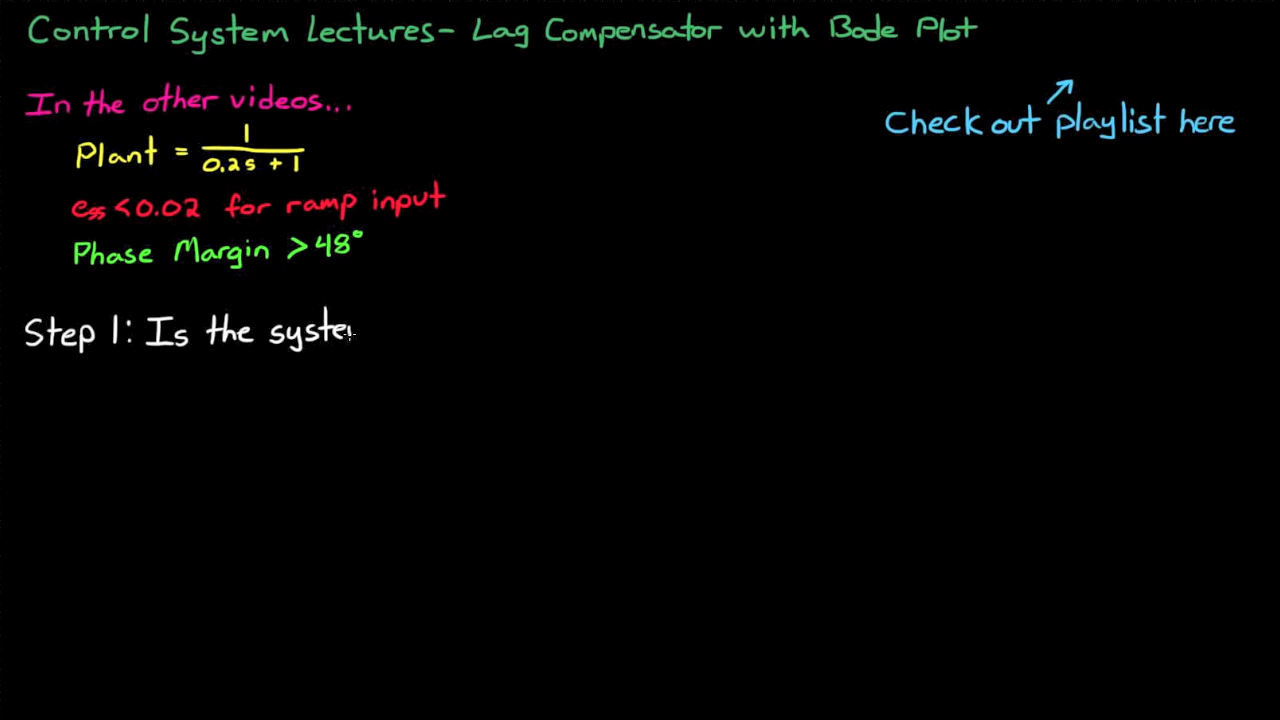 Control System Lectures- Lag Compensator with Bode Plot
In the other videos...
Check out playlist here
Plant = 1 / 0.2s + 1
ess <0.02 for ramp input
Phase Margin >48°
Step 1: Is the syste